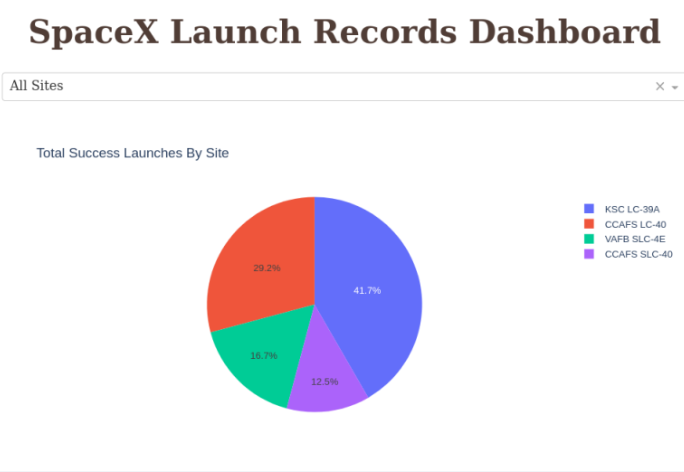 SpaceX Launch Records Dashboard
All Sites
Total Success Launches By Site
KSC LC-39A
CCAFS LC-40
VAFB SLC-4E
CCAFS SLC-40
29.2%
41.7%
16.7%
12.5%